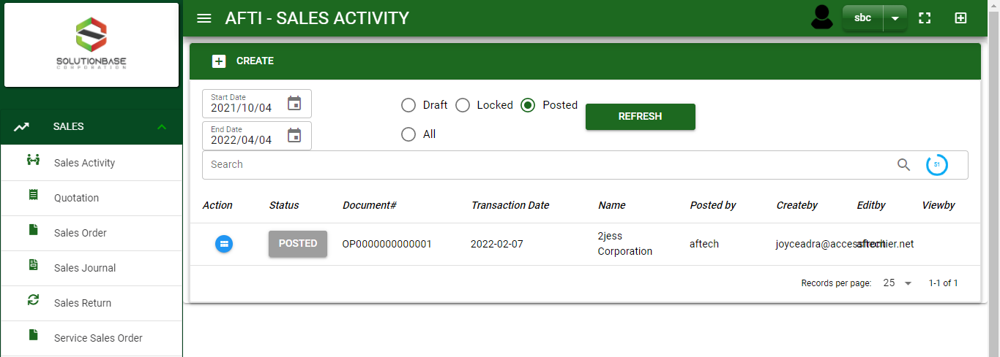 SOLUTIONBASE
CORPORATION
SALES
Sales Activity
Quotation
Sales Order
Sales Journal
Sales Return
Service Sales Order
AFTI - SALES ACTIVITY
sbc
CREATE
Start Date
2021/10/04
End Date
2022/04/04
Draft
Locked
Posted
All
REFRESH
Search
51
Action Status Document# Transaction Date Name Posted by Createby Editby Viewby
POSTED OP0000000000001 2022-02-07 2jess Corporation aftech joyceadra@accessfrontier.net aftech
Records per page: 25 1-1 of 1